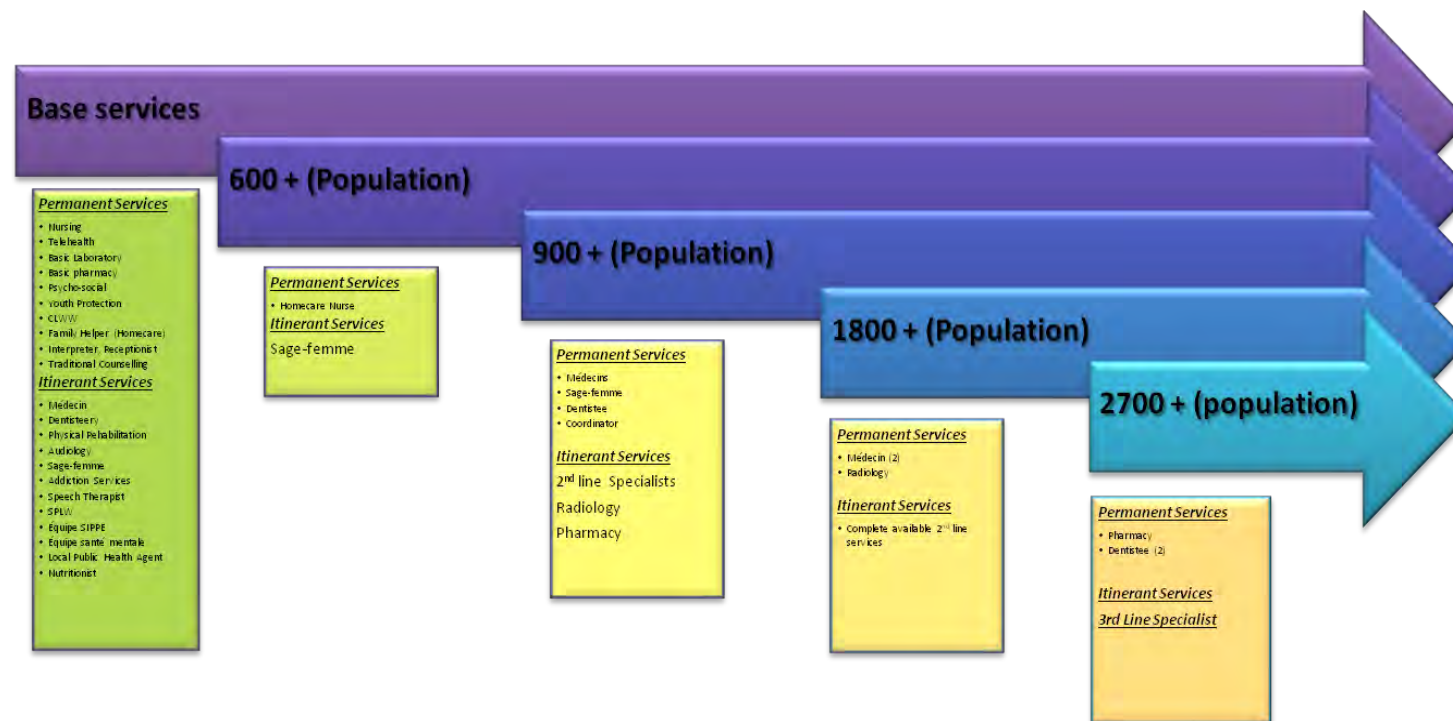 Base services
Permanent Services
• Nursing
• Telehealth
• Basic Laboratory
• Basic pharmacy
• Psycho-social
• Youth Protection
• CLWW
• Family Helper (Homecare)
• Interpreter, Receptionist
• Traditional Counselling
Itinerant Services
• Médecin
• Dentisteery
• Physical Rehabilitation
• Audiology
• Sage-femme
• Addiction Services
• Speech Therapist
• SPLW
• Équipe SIPPE
• Équipe santé mentale
• Local Public Health Agent
• Nutritionist
600 + (Population)
Permanent Services
• Homecare Nurse
Itinerant Services
Sage-femme
900 + (Population)
Permanent Services
• Médecins
• Sage-femme
• Dentistee
• Coordinator
Itinerant Services
2nd line Specialists
Radiology
Pharmacy
1800 + (Population)
Permanent Services
• Médecin (2)
• Radiology
Itinerant Services
• Complete available 2nd line
services
2700 + (population)
Permanent Services
• Pharmacy
• Dentistee (2)
Itinerant Services
3rd Line Specialist